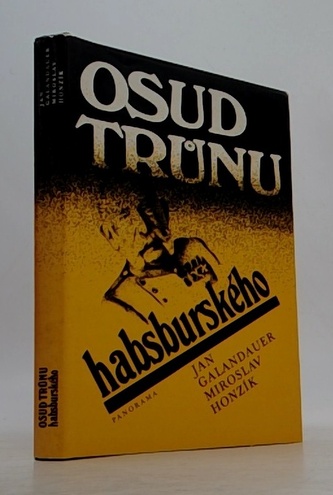 OSUD
TRŮNU
habsburského
JAN
GALANDAUER
MIROSLAV
HONZÍK
PANORAMA
JAN
GALANDAUER
MIROSLAV
HONZÍK
OSUD TRŮNU
habsburského